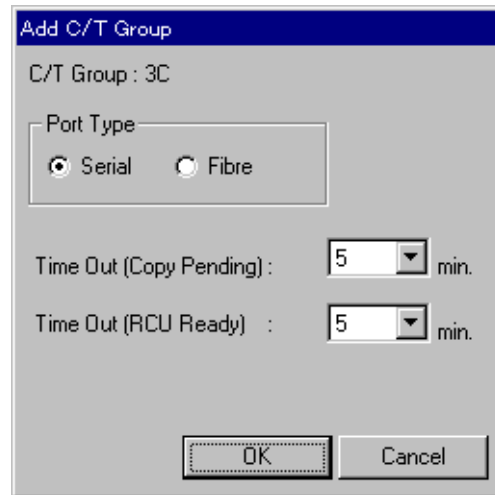 Add C/T Group
C/T Group : 3C
Port Type
Serial Fibre
Time Out (Copy Pending) : 5 min.
Time Out (RCU Ready) : 5 min.
OK Cancel